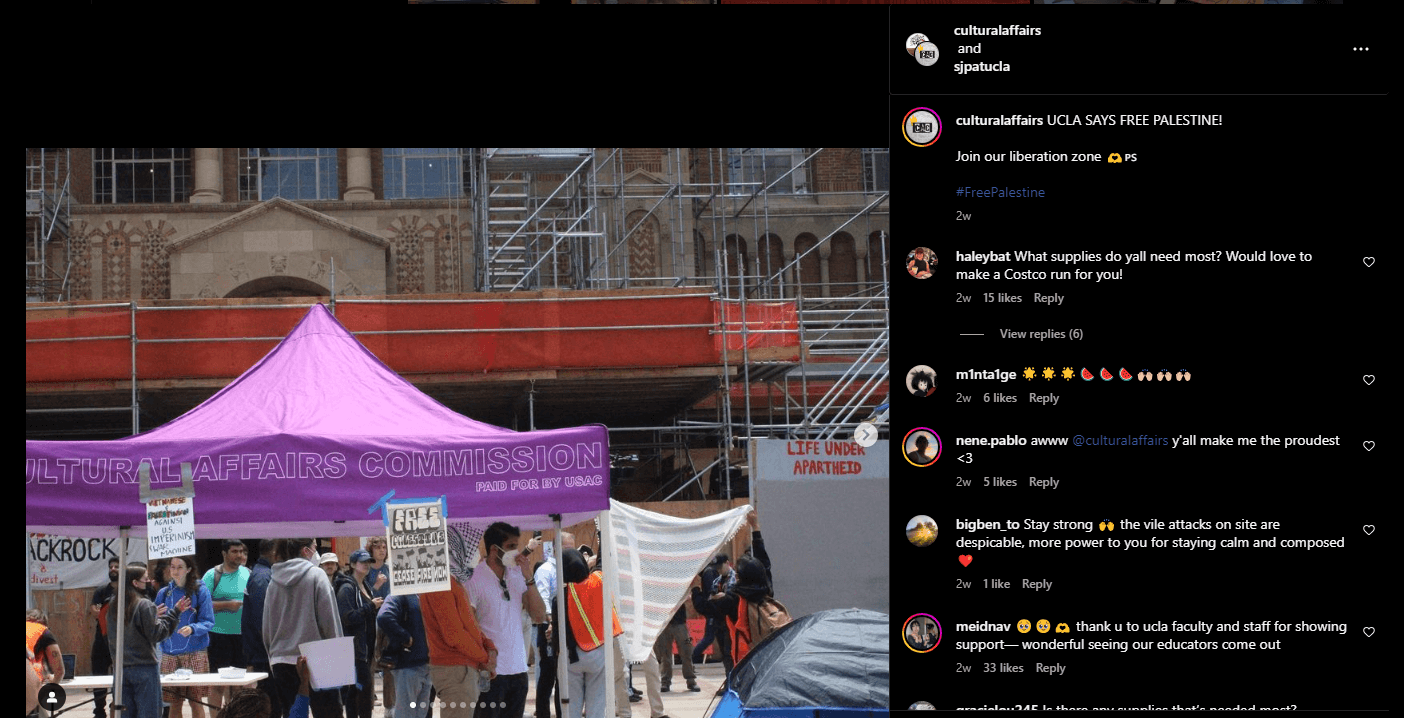 culturalaffairs
and
sjpatucla
culturalaffairs UCLA SAYS FREE PALESTINE!
Join our liberation zone 🫶🇵🇸
#FreePalestine
2w
haleybat What supplies do yall need most? Would love to
make a Costco run for you!
2w 15 likes Reply
View replies (6)
m1nta1ge ☀️☀️☀️🍉🍉🍉🙌🏻🙌🏻🙌🏻
2w 6 likes Reply
nene.pablo awww @culturalaffairs y'all make me the proudest
<3
2w 5 likes Reply
bigben_to Stay strong 🙌 the vile attacks on site are
despicable, more power to you for staying calm and composed
❤️
2w 1 like Reply
meidnav 🥹🥹🫶 thank u to ucla faculty and staff for showing
support— wonderful seeing our educators come out
2w 33 likes Reply
gracielou245 Is there any supplies that's needed most?
ULTURAL AFFAIRS COMMISSION
PAID FOR BY USAC
LIFE UNDER
APARTHEID
AGAINST
U.S
IMPERIALISM
WAR
MACHINE
FREE
PALESTINE
CEASE FIRE NOW
ACKROCK
divest